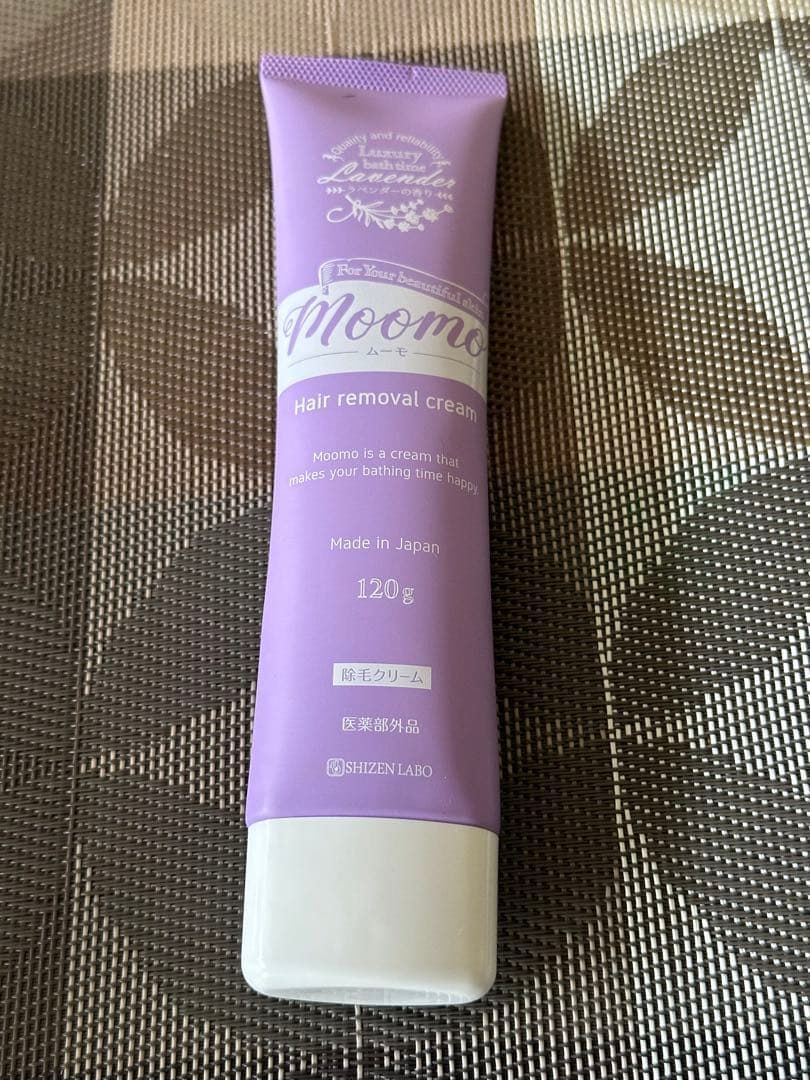 Quality and reliability
Luxury
bath time
Lavender
ラベンダーの香り
For Your beautiful skin
Moomo
ムーモ
Hair removal cream
Moomo is a cream that
makes your bathing time happy.
Made in Japan
120g
除毛クリーム
医薬部外品
SHIZEN LABO